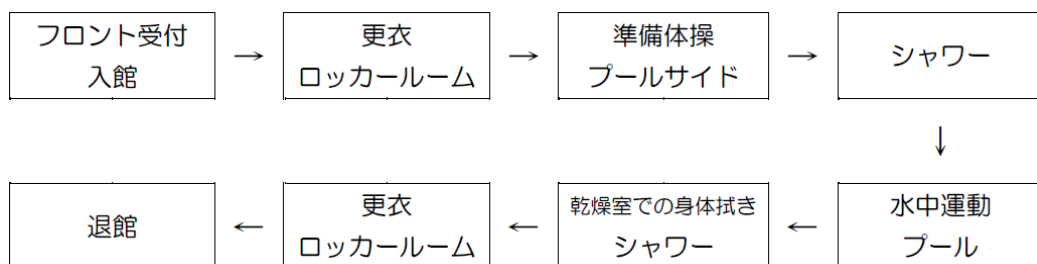 フロント受付
入館
→
更衣
ロッカールーム
→
準備体操
プールサイド
→
シャワー
↓
水中運動
プール
←
乾燥室での身体拭き
シャワー
←
更衣
ロッカールーム
←
退館